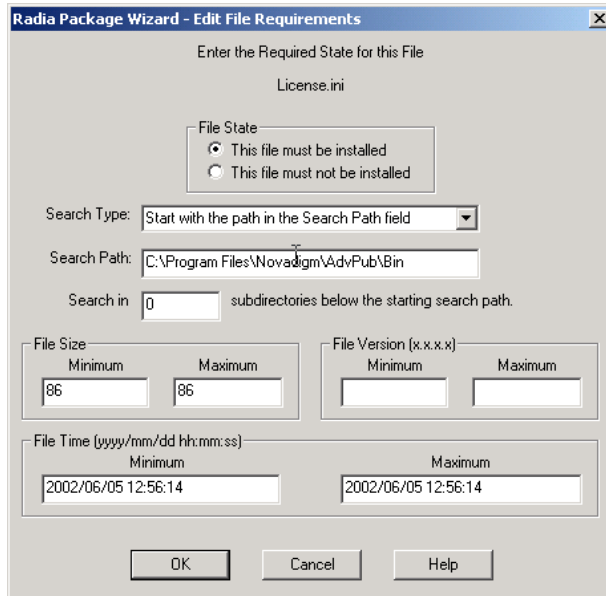 Radia Package Wizard - Edit File Requirements
Enter the Required State for this File
License.ini
File State
This file must be installed
This file must not be installed
Search Type: Start with the path in the Search Path field
Search Path: C:\Program Files\Novadigm\AdvPub\Bin
Search in 0 subdirectories below the starting search path.
File Size File Version (x.x.x.x)
Minimum Maximum Minimum Maximum
86 86
File Time (yyyy/mm/dd hh:mm:ss)
Minimum Maximum
2002/06/05 12:56:14 2002/06/05 12:56:14
OK Cancel Help